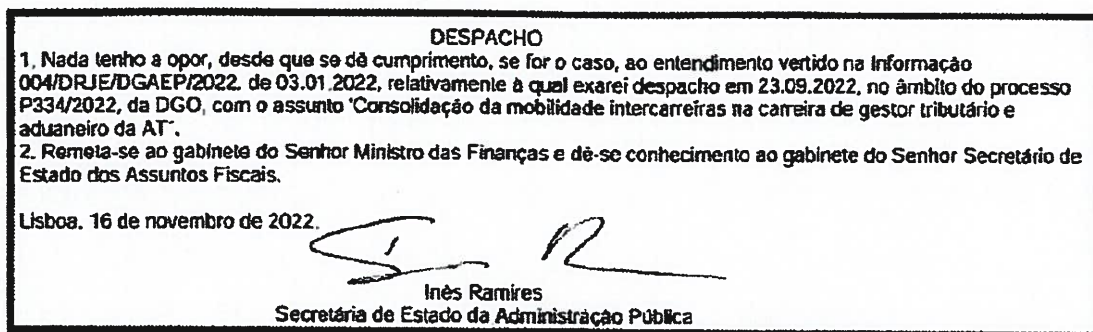 DESPACHO
1. Nada tenho a opor, desde que se dê cumprimento, se for o caso, ao entendimento vertido na Informação
004/DRJE/DGAEP/2022, de 03.01.2022, relativamente à qual exarei despacho em 23.09.2022, no âmbito do processo
P334/2022, da DGO, com o assunto 'Consolidação da mobilidade intercarreiras na carreira de gestor tributário e
aduaneiro da AT'.
2. Remeta-se ao gabinete do Senhor Ministro das Finanças e dê-se conhecimento ao gabinete do Senhor Secretário de
Estado dos Assuntos Fiscais.
Lisboa, 16 de novembro de 2022.
Inês Ramires
Secretária de Estado da Administração Pública